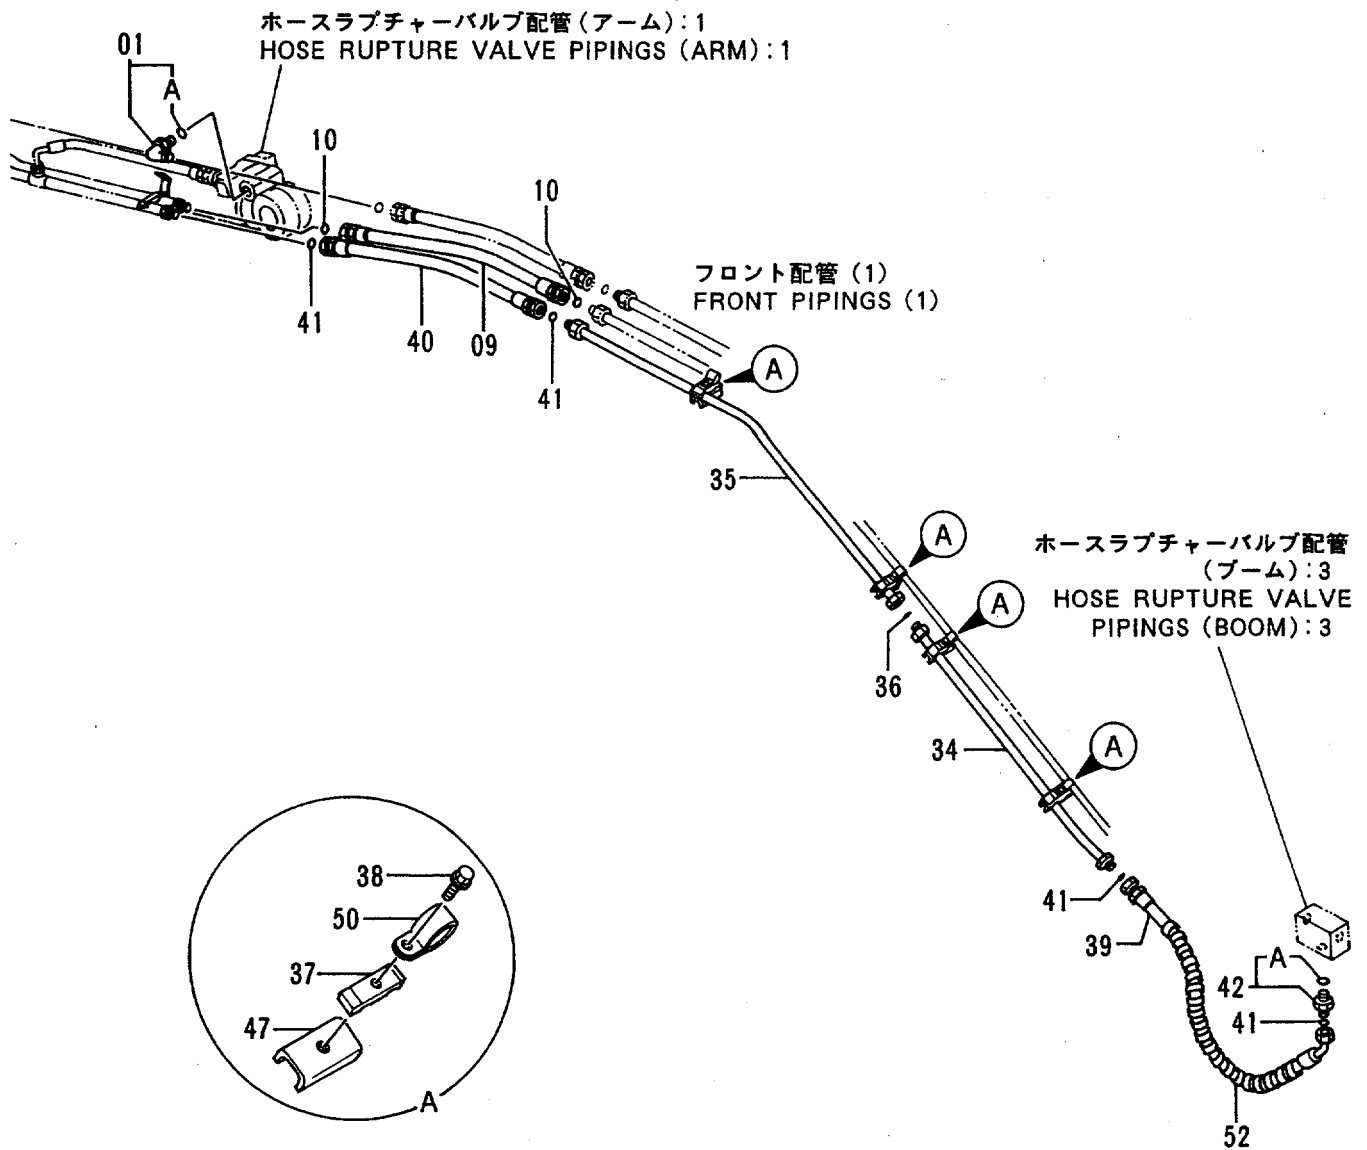 ホースラプチャーバルブ配管(アーム):1
HOSE RUPTURE VALVE PIPINGS (ARM):1
01
A
10
10
フロント配管 (1)
FRONT PIPINGS (1)
41
40
09
41
A
35
A
ホースラプチャーバルブ配管
(ブーム):3
HOSE RUPTURE VALVE
PIPINGS (BOOM):3
A
36
34
A
38
50
37
47
A
41
39
A
42
41
52